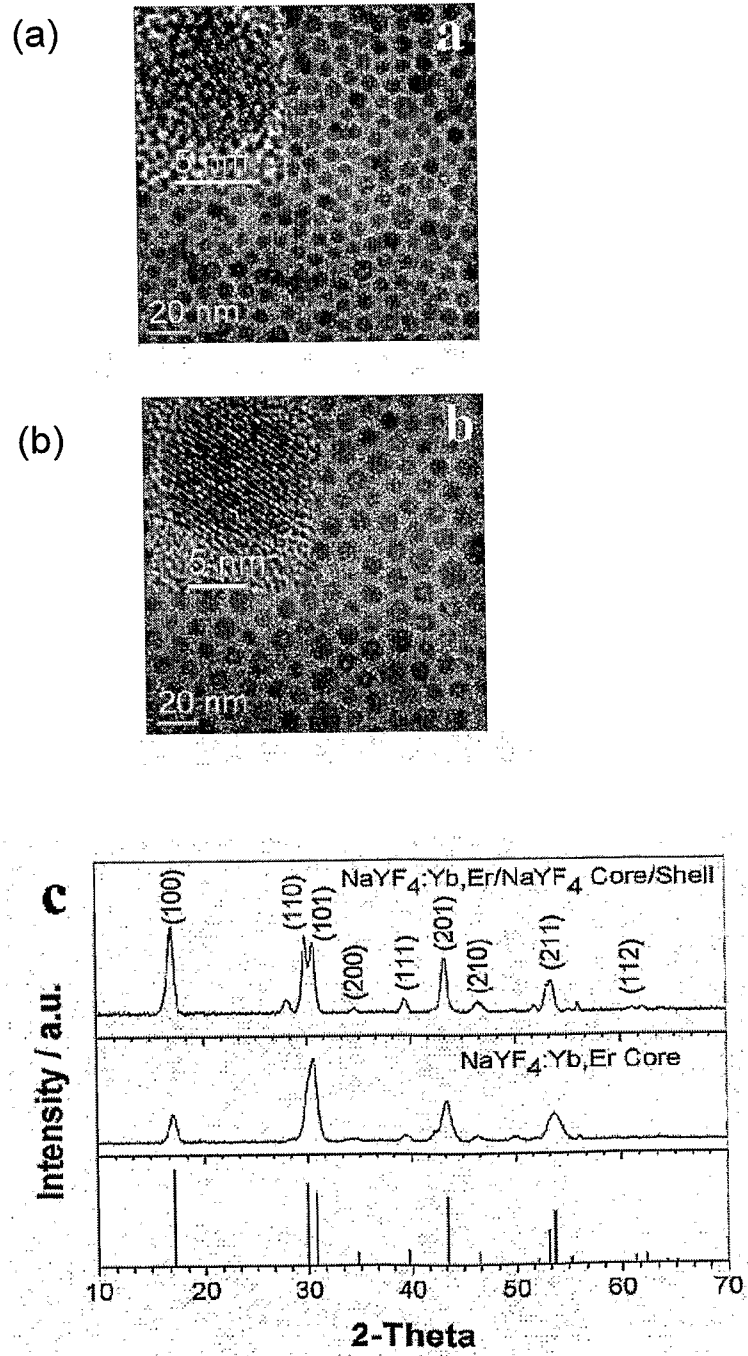 (a)
a
5 nm
20 nm
(b)
b
5 nm
20 nm
c
NaYF4:Yb,Er/NaYF4 Core/Shell
(100)
(110)
(101)
(200)
(111)
(201)
(210)
(211)
(112)
NaYF4:Yb,Er Core
Intensity / a.u.
10 20 30 40 50 60 70
2-Theta